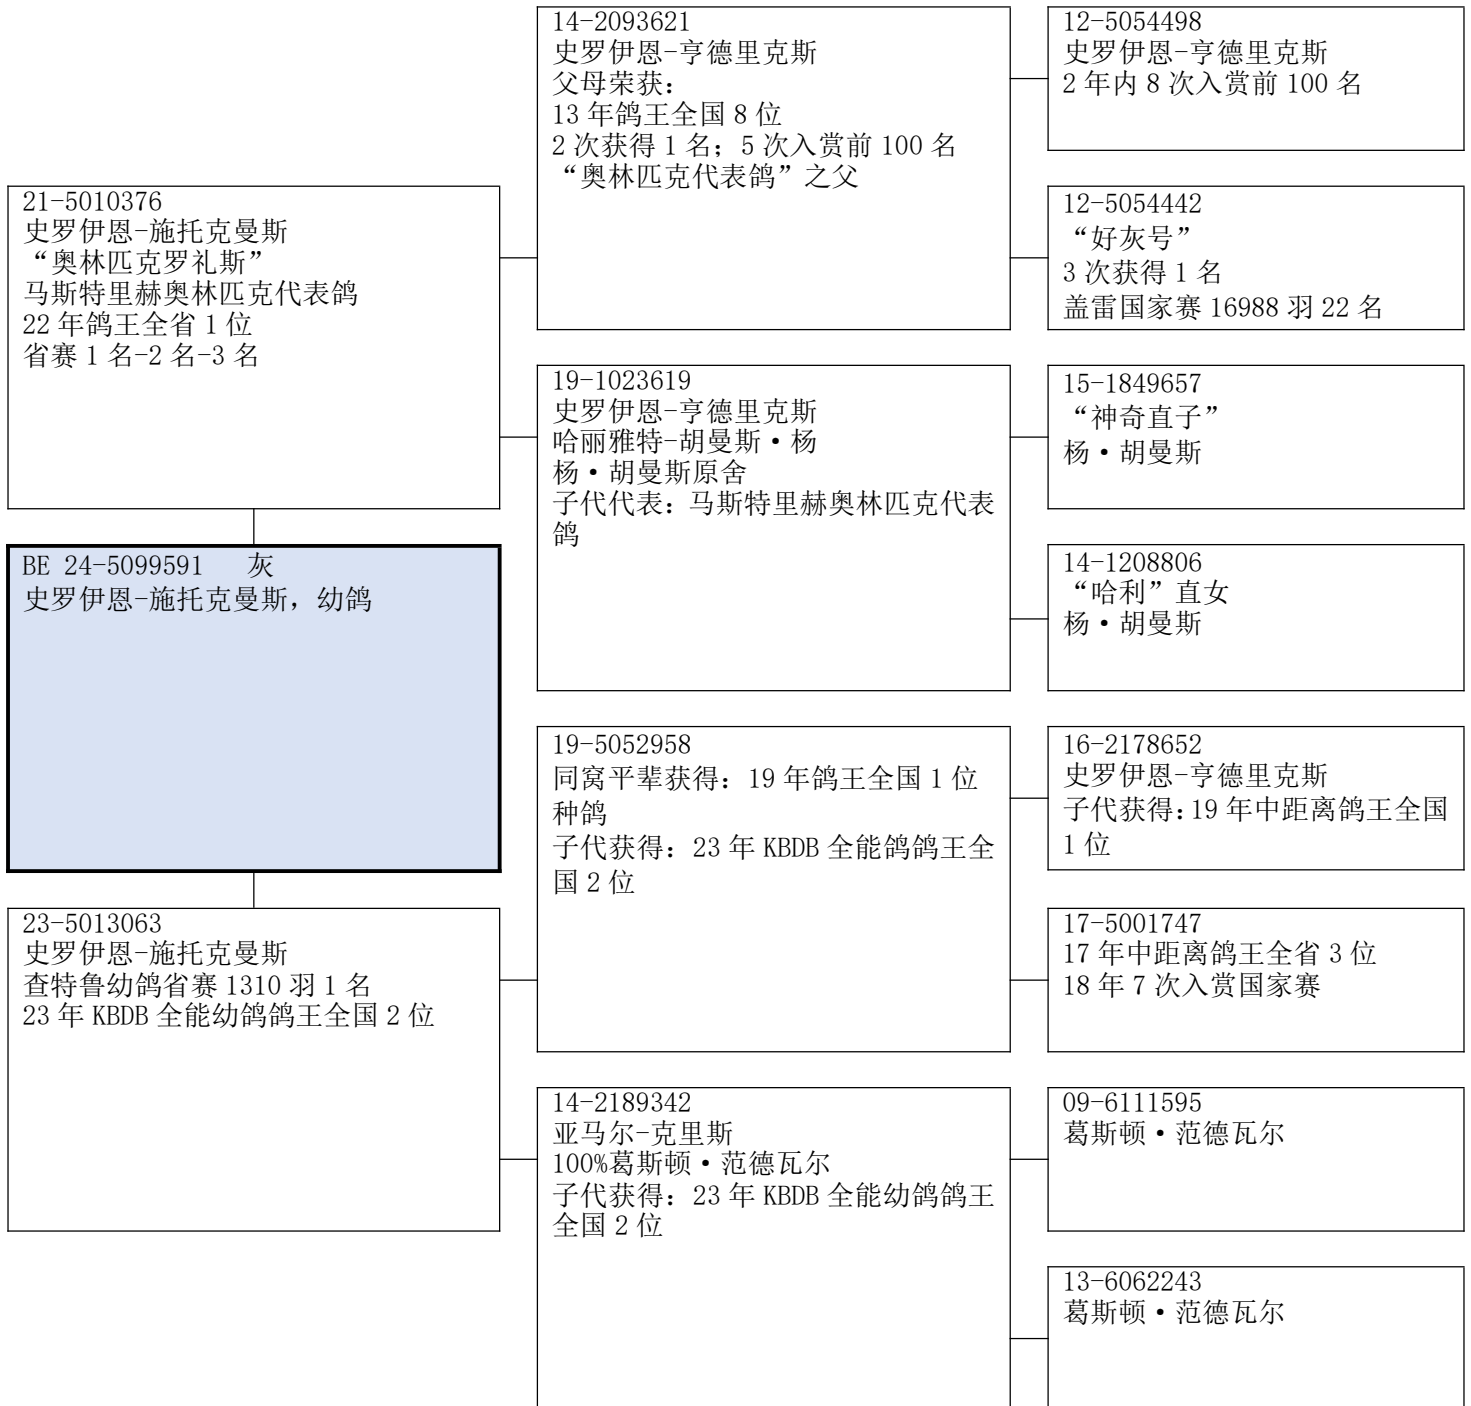 21-5010376
史罗伊恩-施托克曼斯
“奥林匹克罗礼斯”
马斯特里赫奥林匹克代表鸽
22 年鸽王全省 1 位
省赛 1 名-2 名-3 名
BE 24-5099591 灰
史罗伊恩-施托克曼斯，幼鸽
23-5013063
史罗伊恩-施托克曼斯
查特鲁幼鸽省赛 1310 羽 1 名
23 年 KBDB 全能幼鸽鸽王全国 2 位
14-2093621
史罗伊恩-亨德里克斯
父母荣获：
13 年鸽王全国 8 位
2 次获得 1 名；5 次入赏前 100 名
“奥林匹克代表鸽”之父
19-1023619
史罗伊恩-亨德里克斯
哈丽雅特-胡曼斯•杨
杨•胡曼斯原舍
子代代表：马斯特里赫奥林匹克代表
鸽
19-5052958
同窝平辈获得：19 年鸽王全国 1 位
种鸽
子代获得：23 年 KBDB 全能鸽鸽王全
国 2 位
14-2189342
亚马尔-克里斯
100%葛斯顿•范德瓦尔
子代获得：23 年 KBDB 全能幼鸽鸽王
全国 2 位
12-5054498
史罗伊恩-亨德里克斯
2 年内 8 次入赏前 100 名
12-5054442
“好灰号”
3 次获得 1 名
盖雷国家赛 16988 羽 22 名
15-1849657
“神奇直子”
杨•胡曼斯
14-1208806
“哈利”直女
杨•胡曼斯
16-2178652
史罗伊恩-亨德里克斯
子代获得：19 年中距离鸽王全国
1 位
17-5001747
17 年中距离鸽王全省 3 位
18 年 7 次入赏国家赛
09-6111595
葛斯顿•范德瓦尔
13-6062243
葛斯顿•范德瓦尔